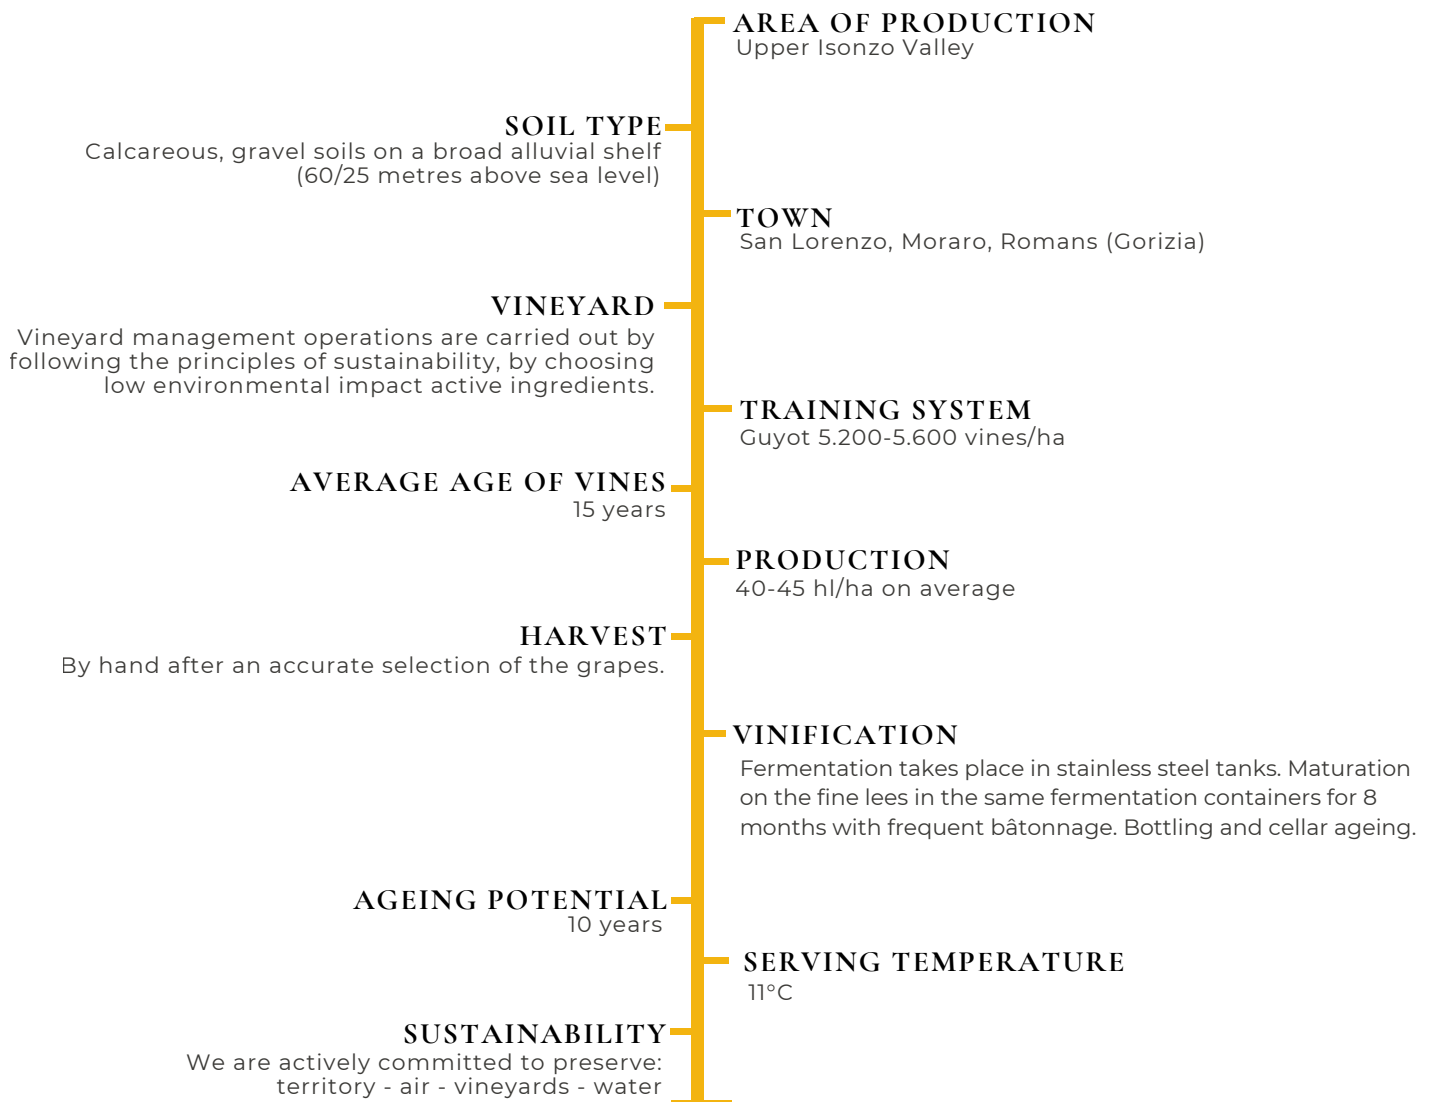 AREA OF PRODUCTION
Upper Isonzo Valley
SOIL TYPE
Calcareous, gravel soils on a broad alluvial shelf
(60/25 metres above sea level)
TOWN
San Lorenzo, Moraro, Romans (Gorizia)
VINEYARD
Vineyard management operations are carried out by
following the principles of sustainability, by choosing
low environmental impact active ingredients.
TRAINING SYSTEM
Guyot 5.200-5.600 vines/ha
AVERAGE AGE OF VINES
15 years
PRODUCTION
40-45 hl/ha on average
HARVEST
By hand after an accurate selection of the grapes.
VINIFICATION
Fermentation takes place in stainless steel tanks. Maturation
on the fine lees in the same fermentation containers for 8
months with frequent bâtonnage. Bottling and cellar ageing.
AGEING POTENTIAL
10 years
SERVING TEMPERATURE
11°C
SUSTAINABILITY
We are actively committed to preserve:
territory - air - vineyards - water